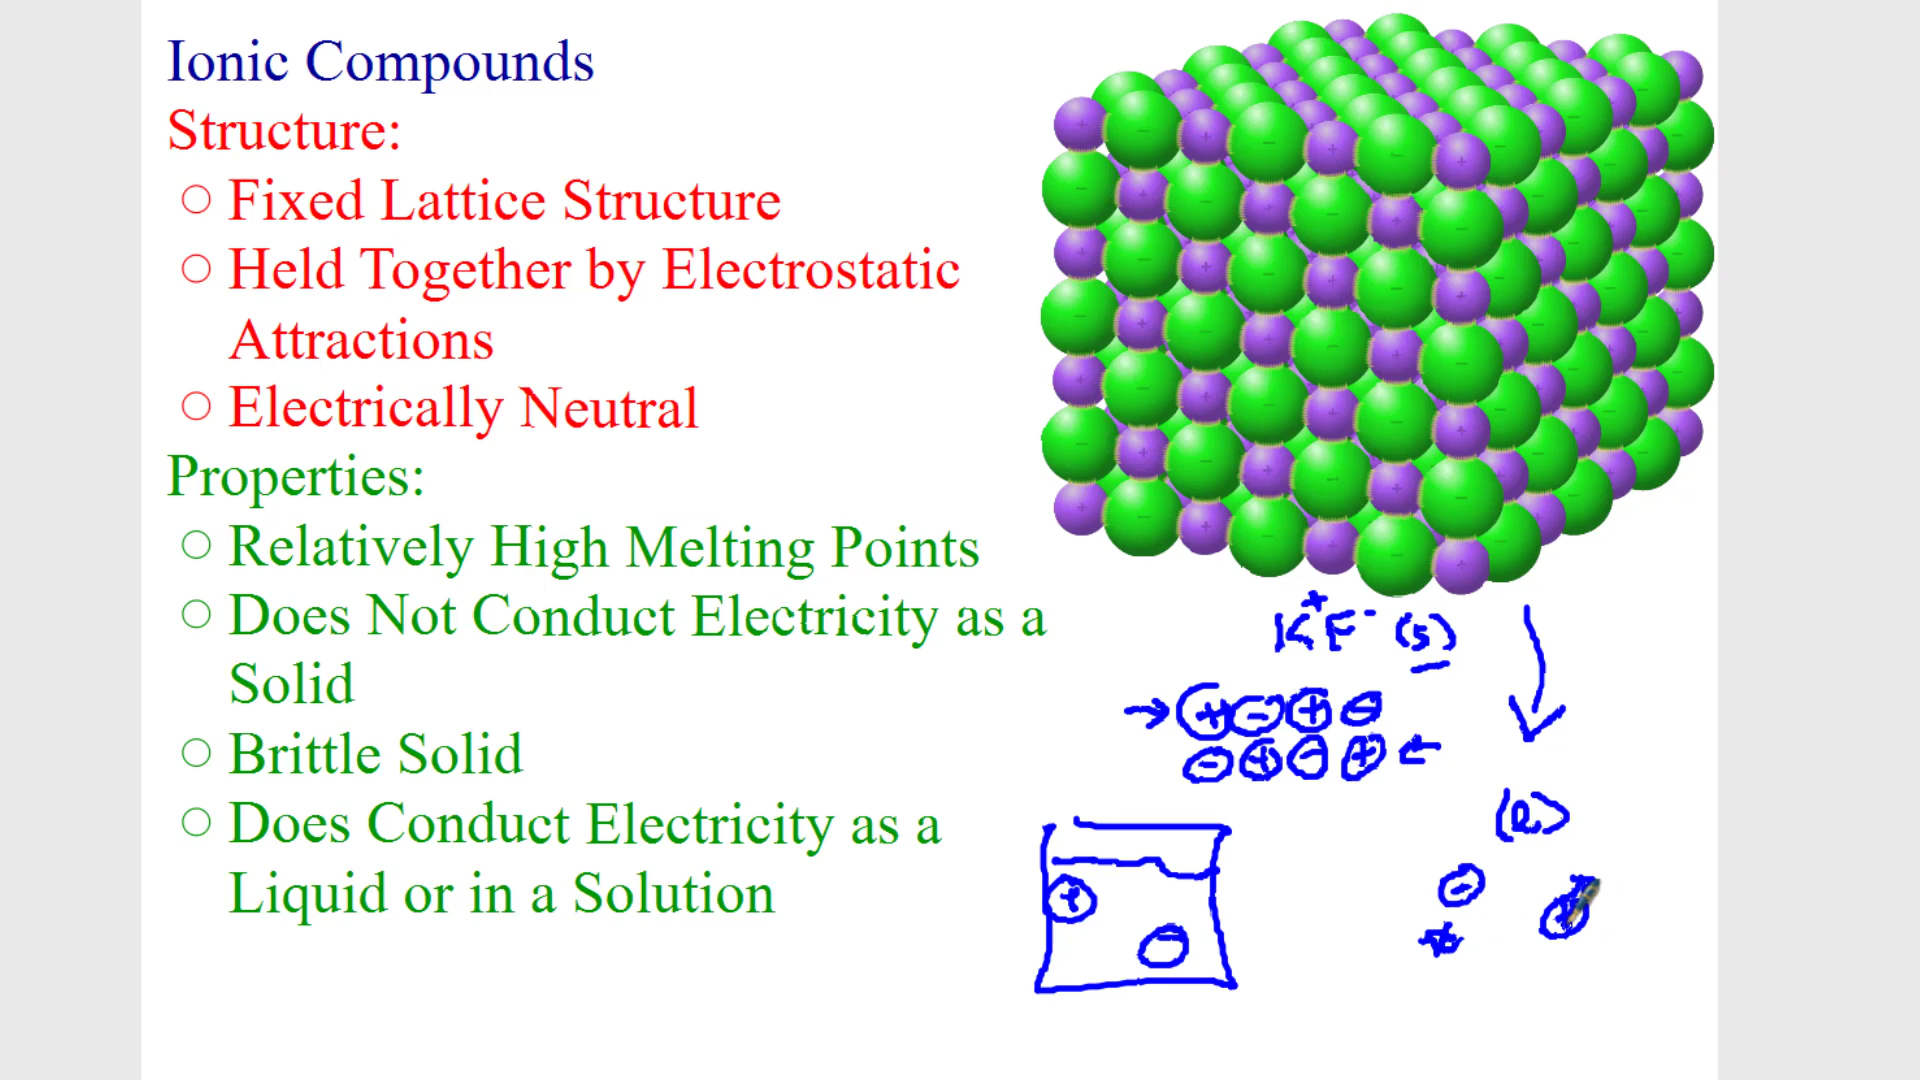 Ionic Compounds
Structure:
○ Fixed Lattice Structure
○ Held Together by Electrostatic
Attractions
○ Electrically Neutral
Properties:
○ Relatively High Melting Points
○ Does Not Conduct Electricity as a
Solid
○ Brittle Solid
○ Does Conduct Electricity as a
Liquid or in a Solution
K⁺F⁻ (s)
→ + - + -
- + - + ←
(l)
+
-
-
+